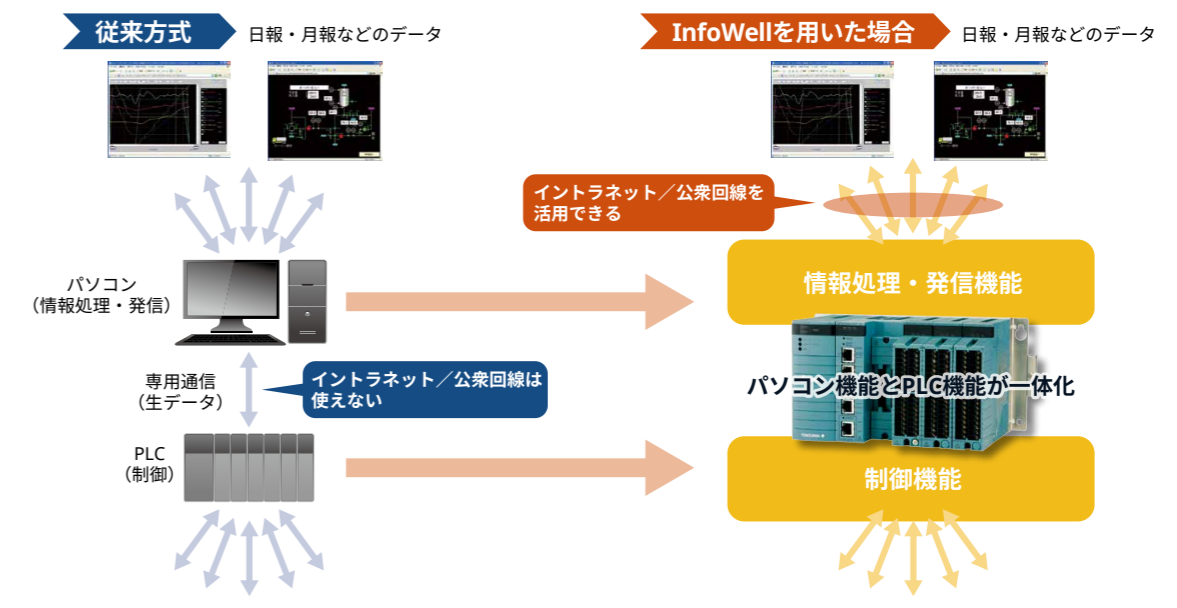 従来方式
日報・月報などのデータ
InfoWellを用いた場合
日報・月報などのデータ
イントラネット／公衆回線を
活用できる
パソコン
（情報処理・発信）
情報処理・発信機能
専用通信
（生データ）
イントラネット／公衆回線は
使えない
パソコン機能とPLC機能が一体化
YOKOGAWA
PLC
（制御）
制御機能